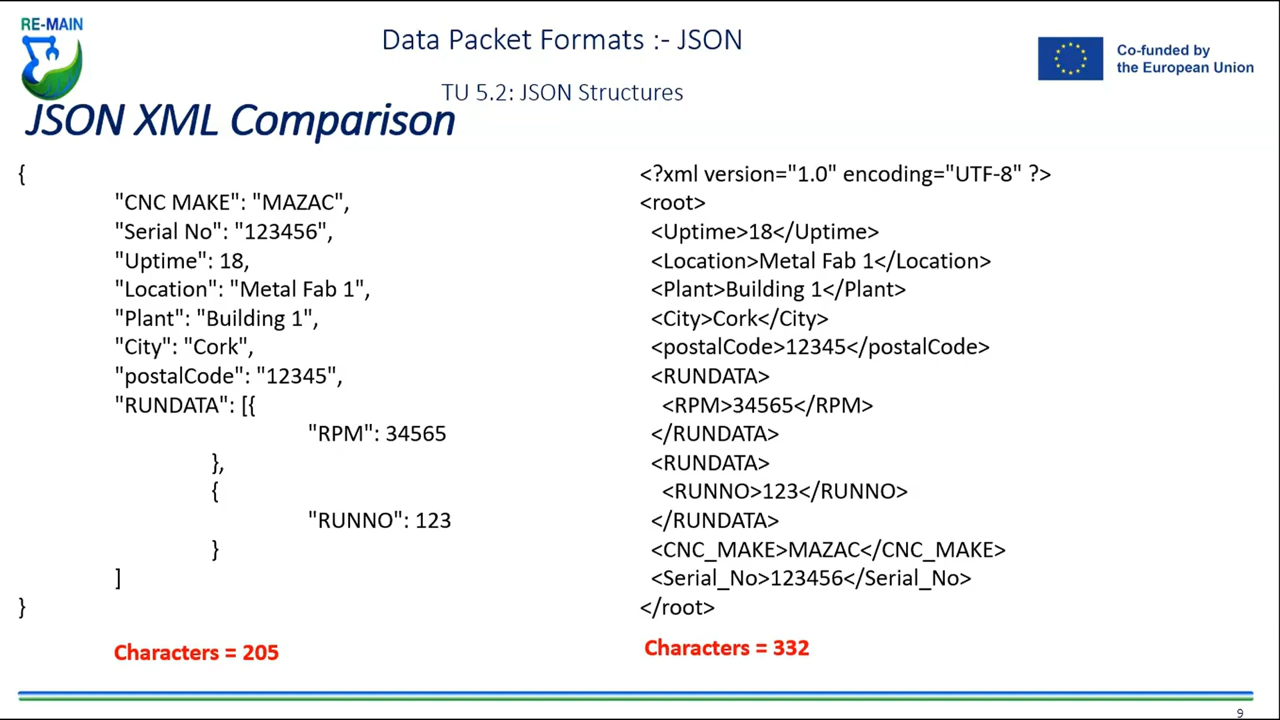 RE-MAIN
Data Packet Formats :- JSON
Co-funded by
the European Union
TU 5.2: JSON Structures
JSON XML Comparison
{
"CNC MAKE": "MAZAC",
"Serial No": "123456",
"Uptime": 18,
"Location": "Metal Fab 1",
"Plant": "Building 1",
"City": "Cork",
"postalCode": "12345",
"RUNDATA": [{
"RPM": 34565
},
{
"RUNNO": 123
}
]
}
Characters = 205
<?xml version="1.0" encoding="UTF-8" ?>
<root>
<Uptime>18</Uptime>
<Location>Metal Fab 1</Location>
<Plant>Building 1</Plant>
<City>Cork</City>
<postalCode>12345</postalCode>
<RUNDATA>
<RPM>34565</RPM>
</RUNDATA>
<RUNDATA>
<RUNNO>123</RUNNO>
</RUNDATA>
<CNC_MAKE>MAZAC</CNC_MAKE>
<Serial_No>123456</Serial_No>
</root>
Characters = 332
9